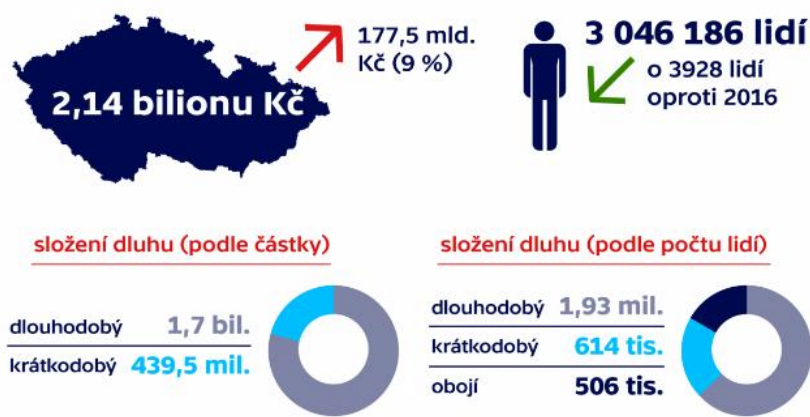 2,14 bilionu Kč
177,5 mld.
Kč (9 %)
3 046 186 lidí
o 3928 lidí
oproti 2016
složení dluhu (podle částky)
dlouhodobý 1,7 bil.
krátkodobý 439,5 mil.
složení dluhu (podle počtu lidí)
dlouhodobý 1,93 mil.
krátkodobý 614 tis.
obojí 506 tis.